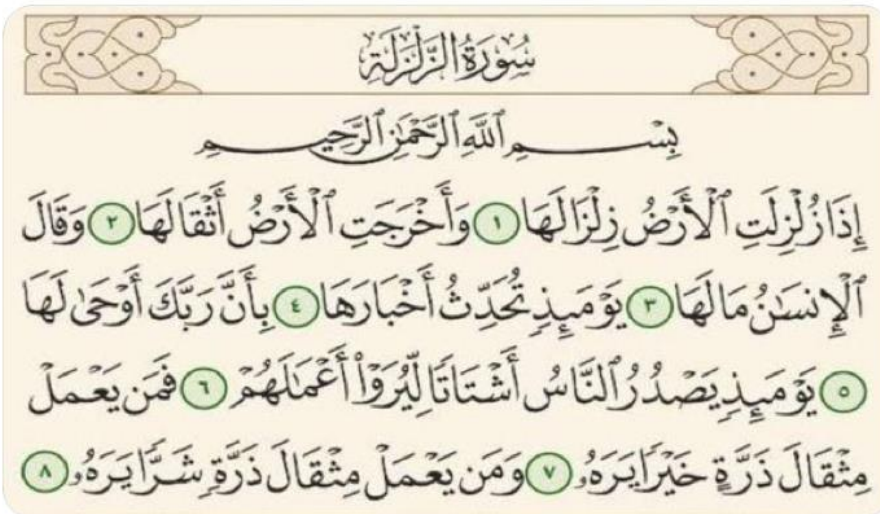 سُورَةُ الزَّلْزَلَةِ
بِسْمِ ٱللَّهِ ٱلرَّحْمَٰنِ ٱلرَّحِيمِ
إِذَا زُلْزِلَتِ ٱلْأَرْضُ زِلْزَالَهَا ١ وَأَخْرَجَتِ ٱلْأَرْضُ أَثْقَالَهَا ٢ وَقَالَ
ٱلْإِنسَٰنُ مَا لَهَا ٣ يَوْمَئِذٍ تُحَدِّثُ أَخْبَارَهَا ٤ بِأَنَّ رَبَّكَ أَوْحَىٰ لَهَا
٥ يَوْمَئِذٍ يَصْدُرُ ٱلنَّاسُ أَشْتَاتًا لِّيُرَوْا۟ أَعْمَٰلَهُمْ ٦ فَمَن يَعْمَلْ
مِثْقَالَ ذَرَّةٍ خَيْرًا يَرَهُۥ ٧ وَمَن يَعْمَلْ مِثْقَالَ ذَرَّةٍ شَرًّا يَرَهُۥ ٨